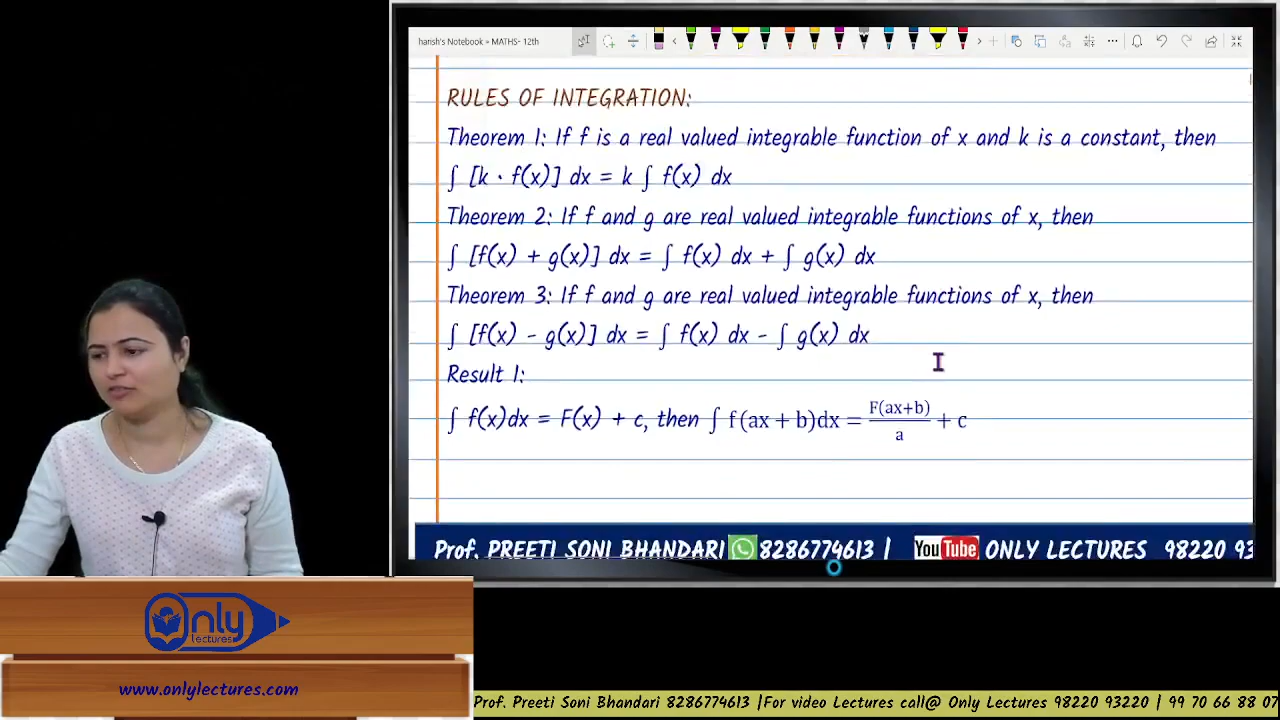 harish's Notebook » MATHS- 12th
RULES OF INTEGRATION:
Theorem 1: If f is a real valued integrable function of x and k is a constant, then
∫ [k · f(x)] dx = k ∫ f(x) dx
Theorem 2: If f and g are real valued integrable functions of x, then
∫ [f(x) + g(x)] dx = ∫ f(x) dx + ∫ g(x) dx
Theorem 3: If f and g are real valued integrable functions of x, then
∫ [f(x) - g(x)] dx = ∫ f(x) dx - ∫ g(x) dx
Result 1:
∫ f(x)dx = F(x) + c, then ∫ f(ax + b)dx = F(ax+b)/a + c
Prof. PREETI SONI BHANDARI 8286774613 | YouTube ONLY LECTURES 98220 93
Only
lectures
www.onlylectures.com
Prof. Preeti Soni Bhandari 8286774613 |For video Lectures call@ Only Lectures 98220 93220 | 99 70 66 88 07